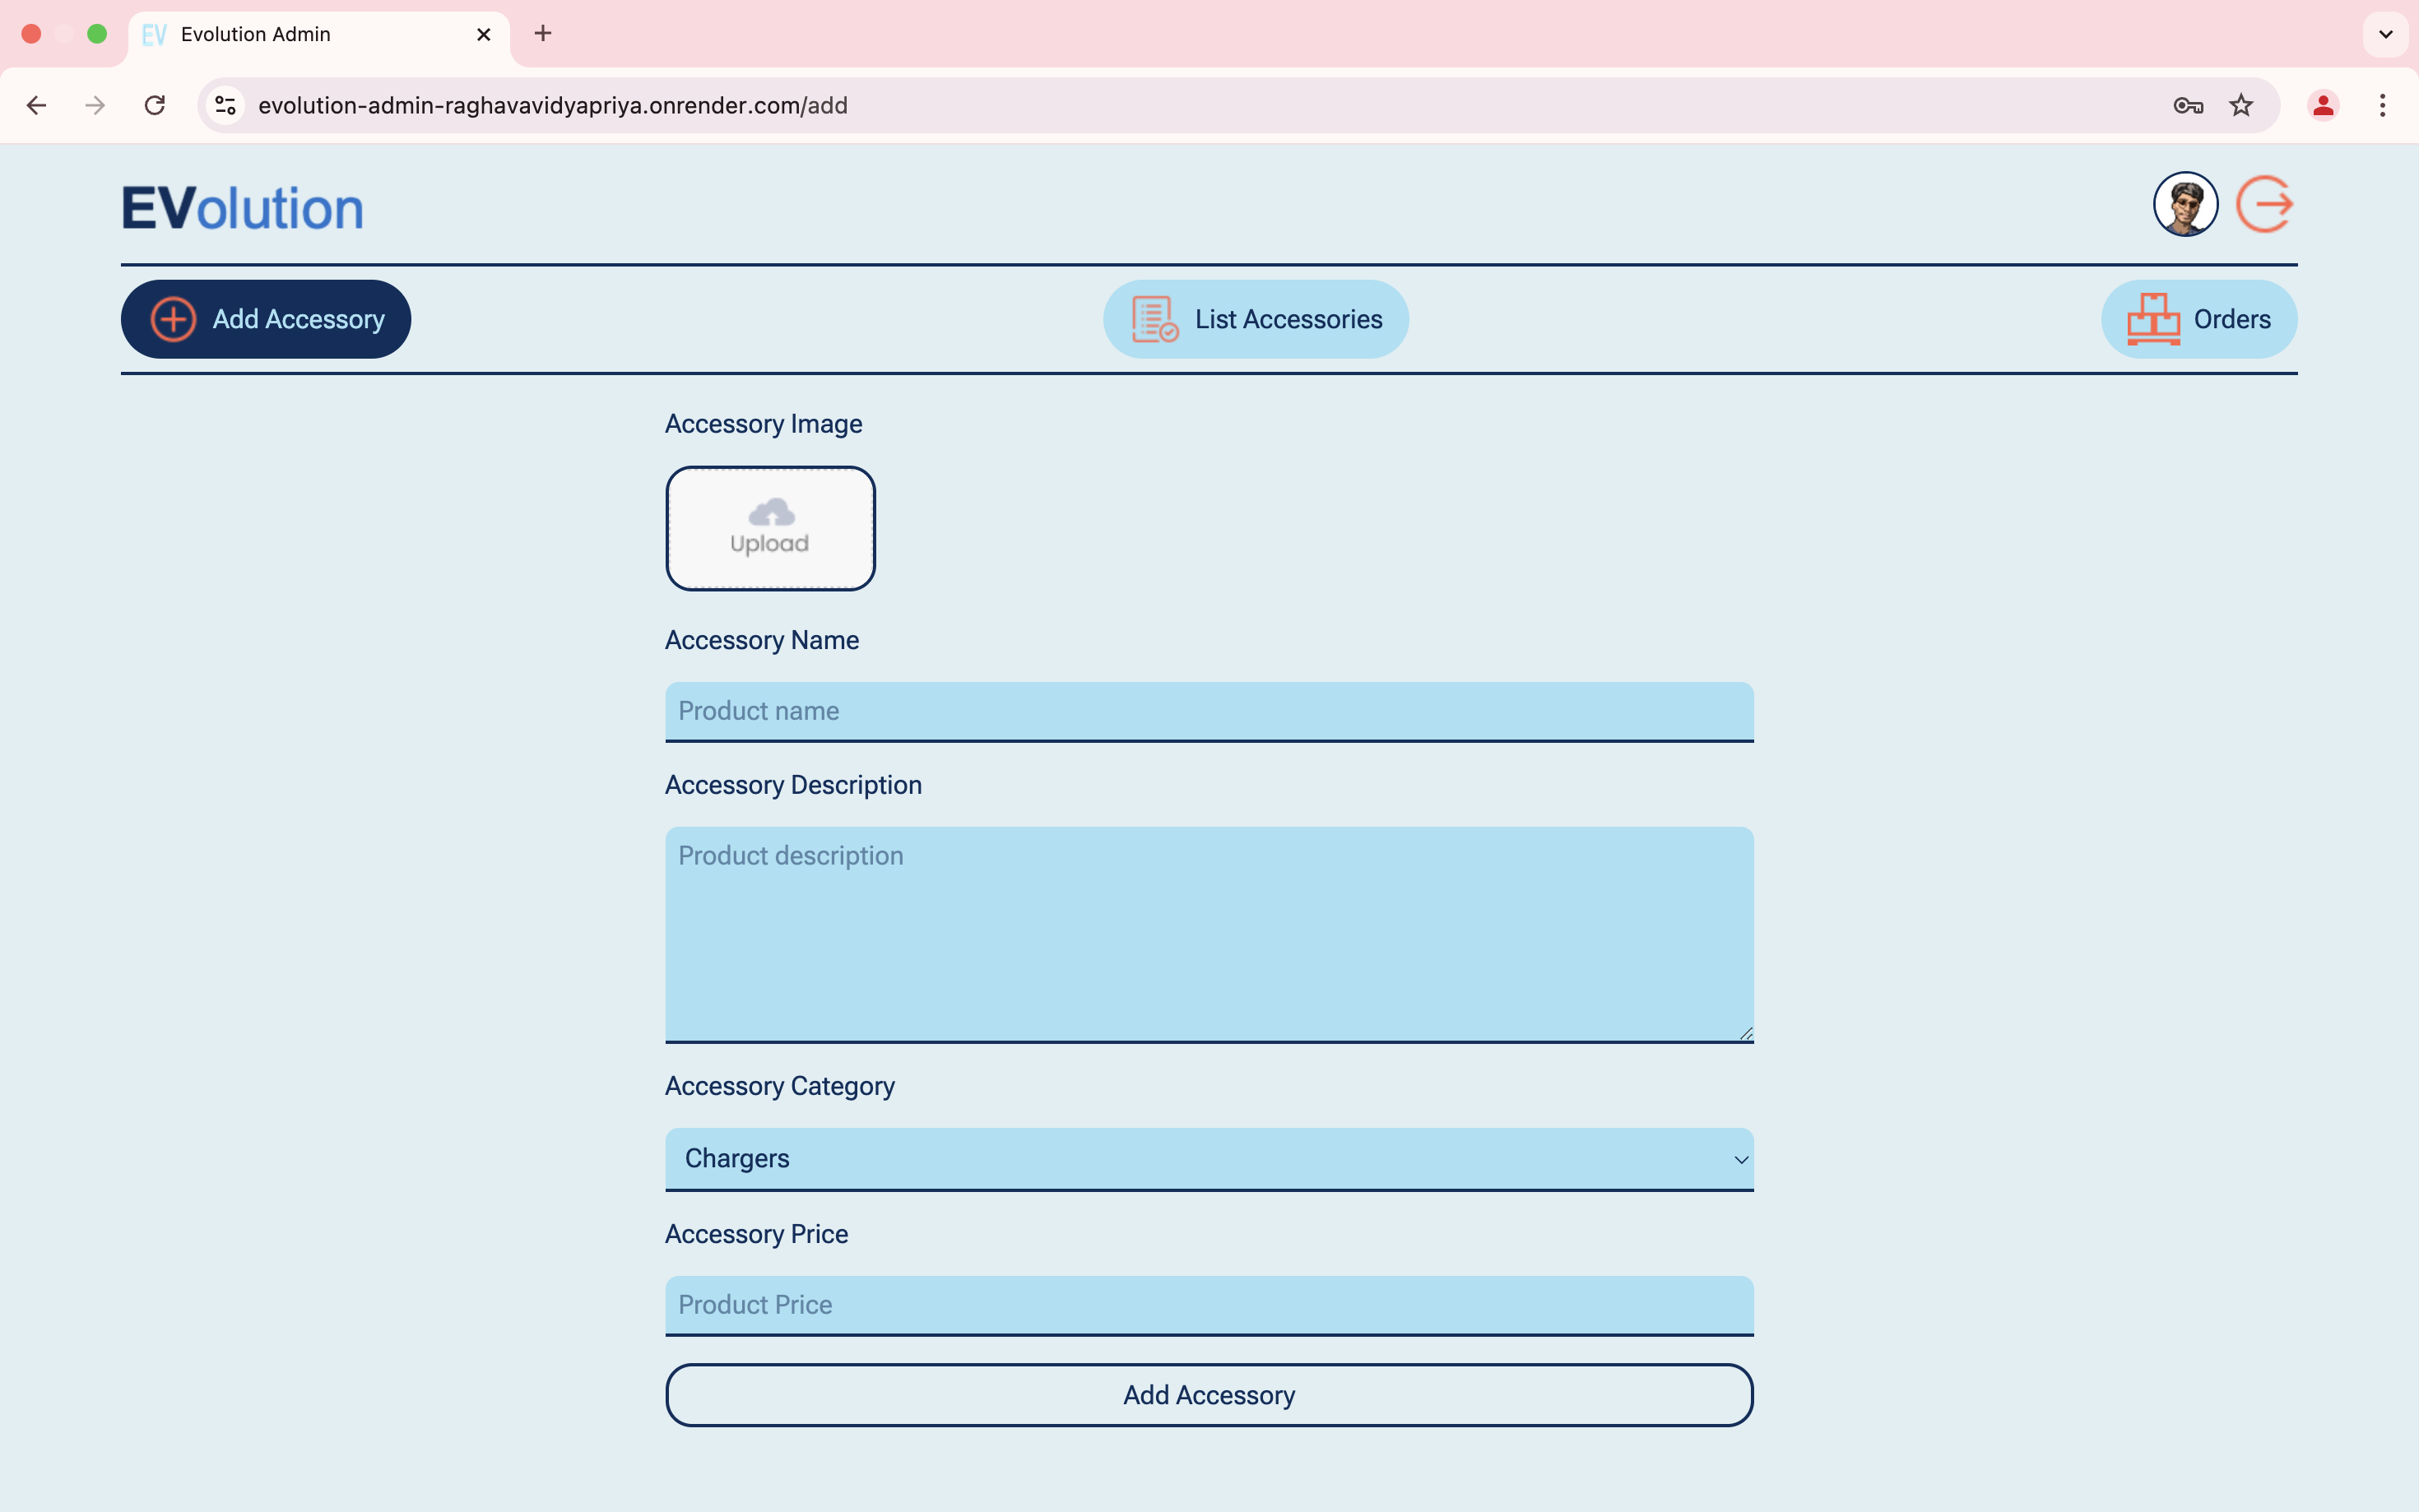 EV Evolution Admin
evolution-admin-raghavavidyapriya.onrender.com/add
EVolution
Add Accessory
List Accessories
Orders
Accessory Image
Upload
Accessory Name
Product name
Accessory Description
Product description
Accessory Category
Chargers
Accessory Price
Product Price
Add Accessory